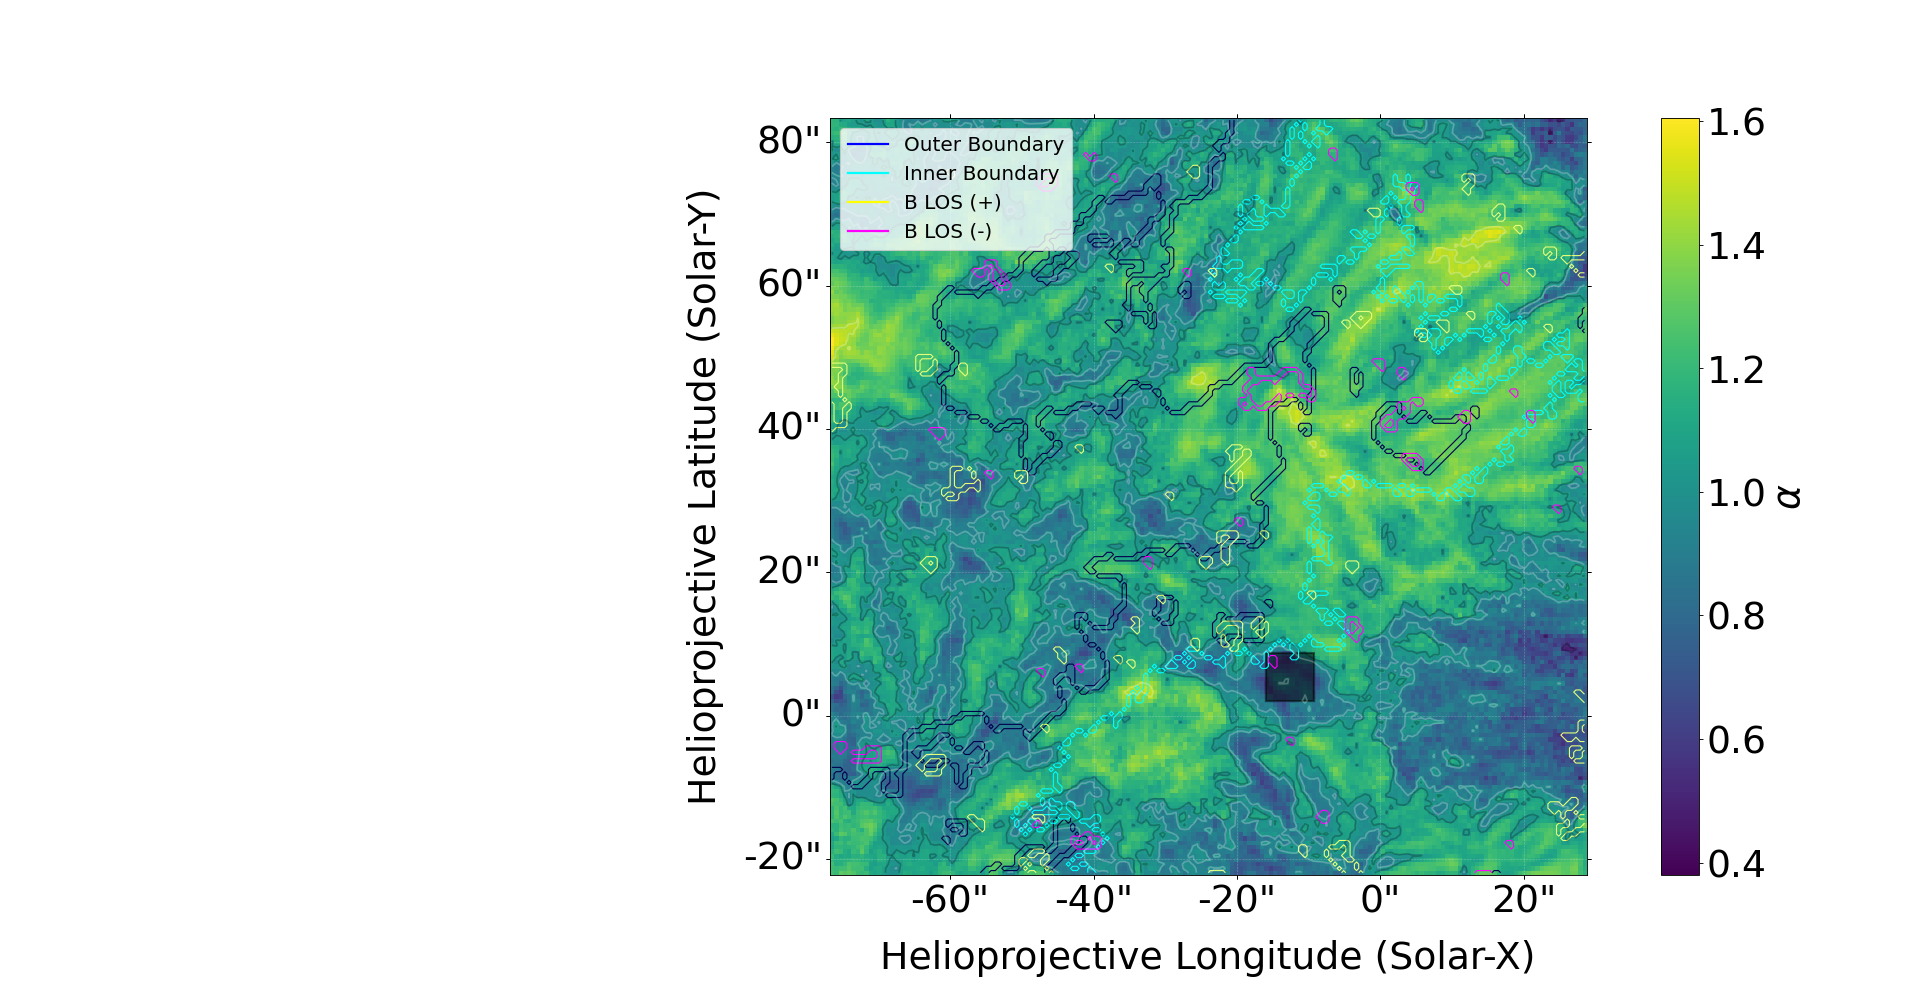 Outer Boundary
Inner Boundary
B LOS (+)
B LOS (-)
80"
60"
40"
20"
0"
-20"
Helioprojective Latitude (Solar-Y)
-60"
-40"
-20"
0"
20"
Helioprojective Longitude (Solar-X)
1.6
1.4
1.2
1.0
0.8
0.6
0.4
α